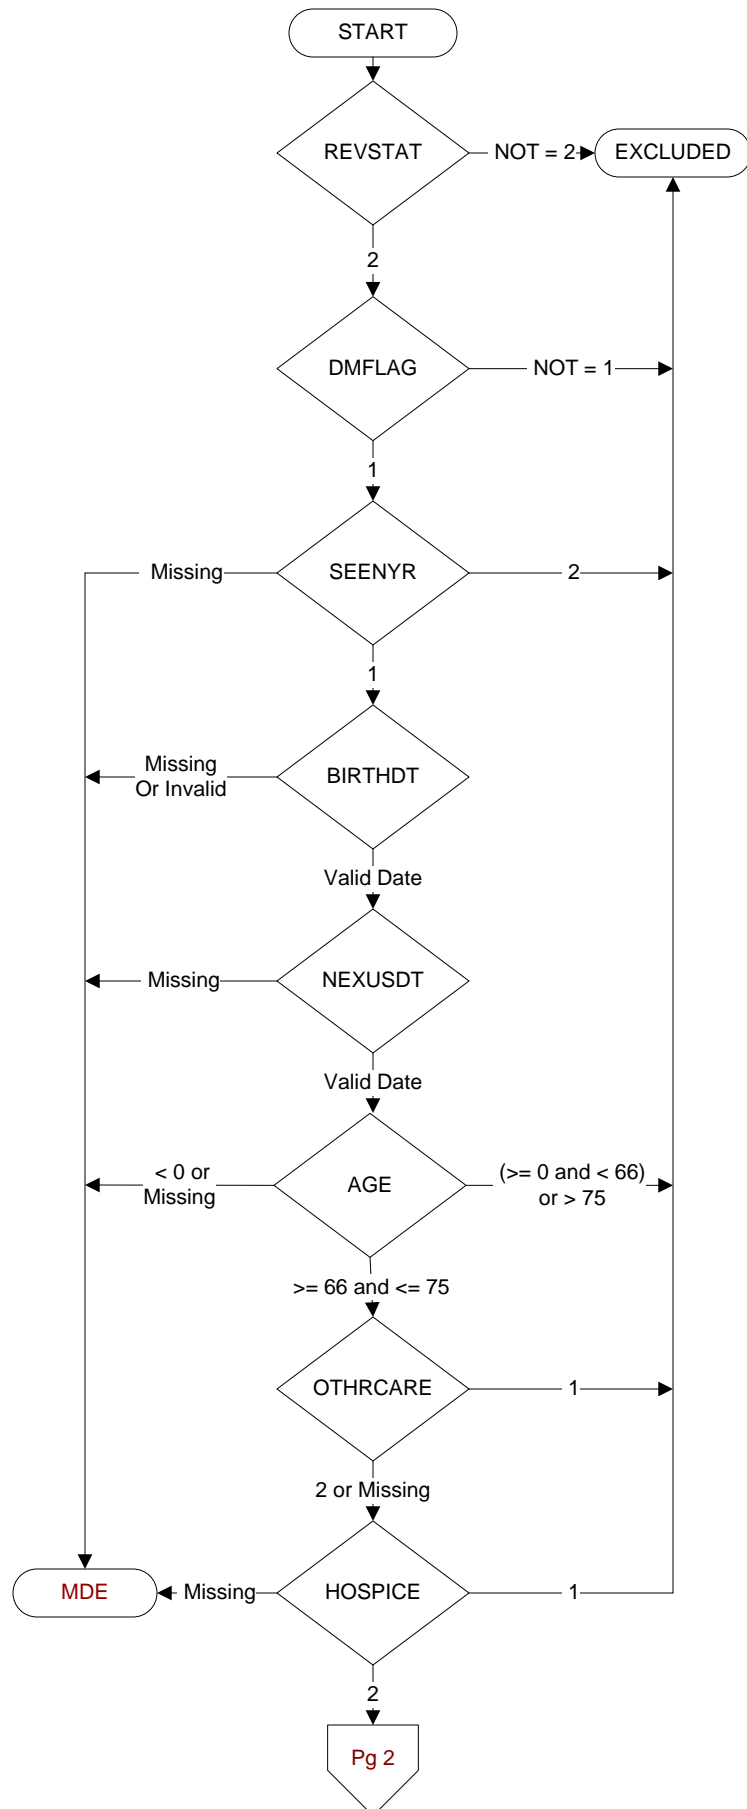 START
REVSTAT
NOT = 2
EXCLUDED
2
DMFLAG
NOT = 1
1
Missing
SEENYR
2
1
Missing
Or Invalid
BIRTHDT
Valid Date
Missing
NEXUSDT
Valid Date
< 0 or
Missing
AGE
(>= 0 and < 66)
or > 75
>= 66 and <= 75
OTHRCARE
1
2 or Missing
MDE
Missing
HOSPICE
1
2
Pg 2